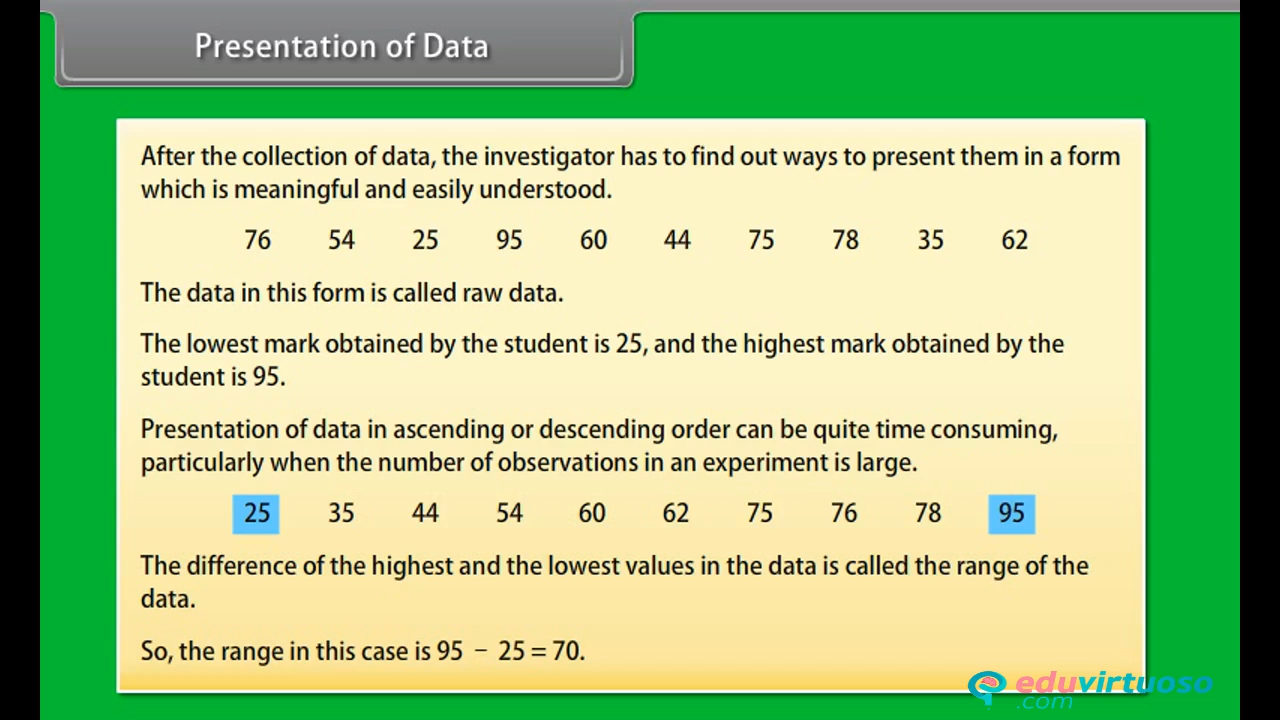 Presentation of Data
After the collection of data, the investigator has to find out ways to present them in a form
which is meaningful and easily understood.
76 54 25 95 60 44 75 78 35 62
The data in this form is called raw data.
The lowest mark obtained by the student is 25, and the highest mark obtained by the
student is 95.
Presentation of data in ascending or descending order can be quite time consuming,
particularly when the number of observations in an experiment is large.
25 35 44 54 60 62 75 76 78 95
The difference of the highest and the lowest values in the data is called the range of the
data.
So, the range in this case is 95 − 25 = 70.
eduvirtuoso
.com